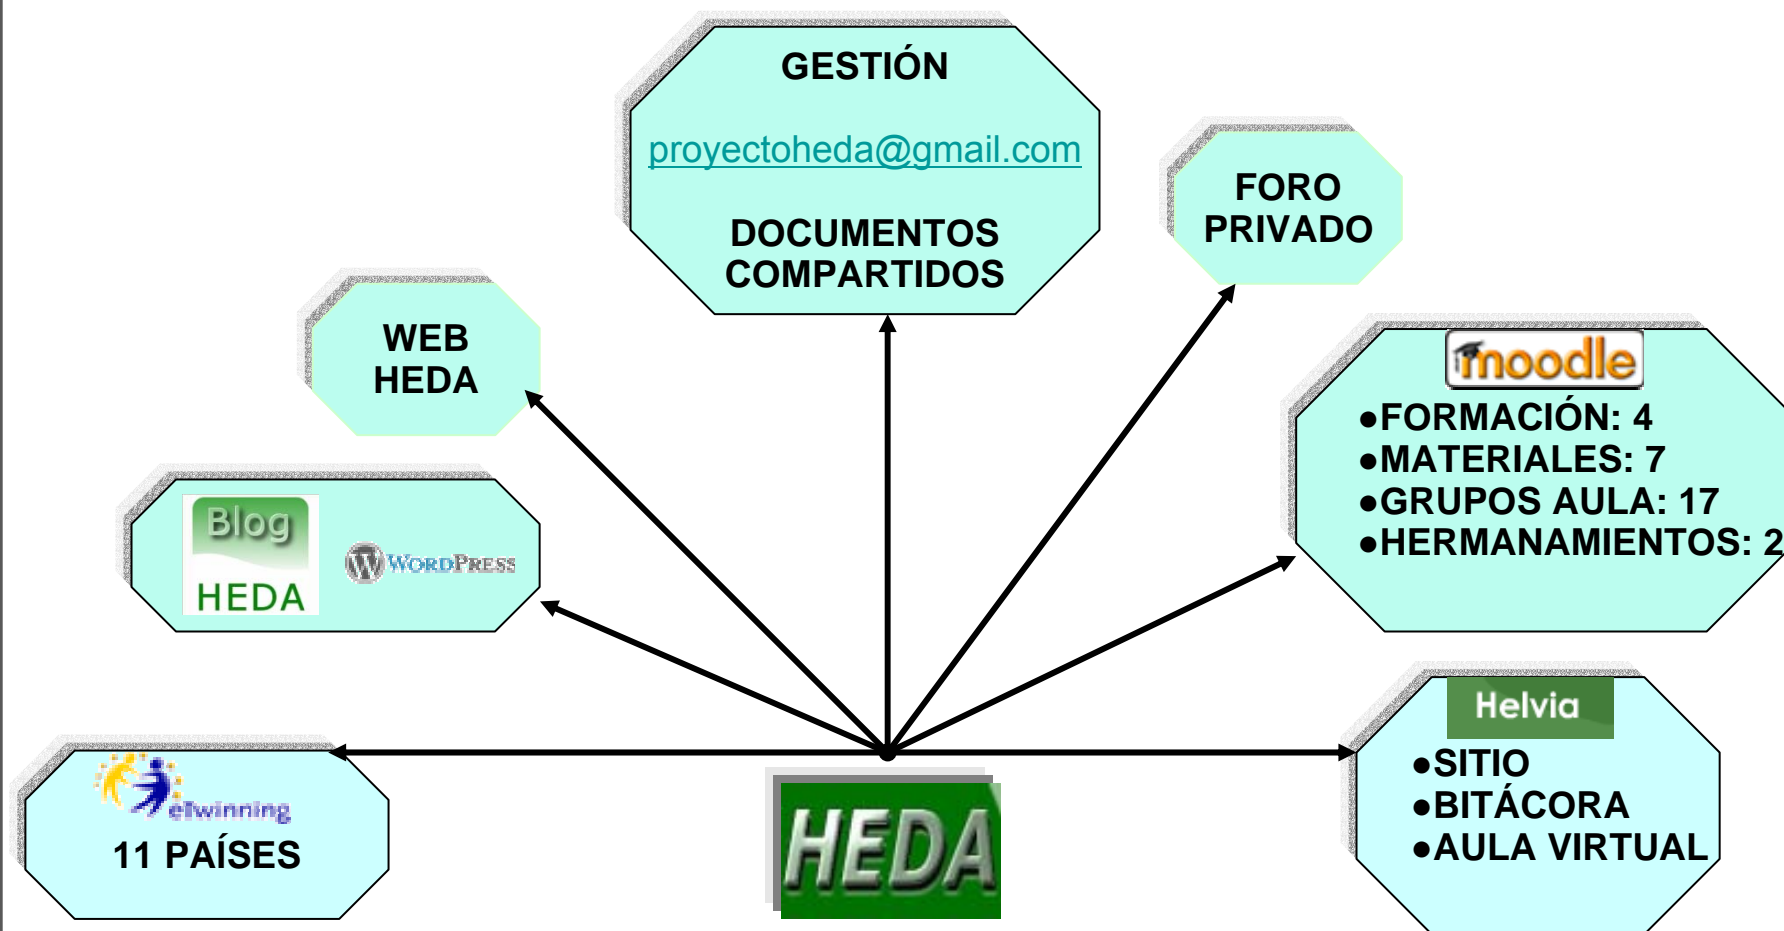 GESTIÓN
proyectoheda@gmail.com
DOCUMENTOS
COMPARTIDOS
FORO
PRIVADO
WEB
HEDA
moodle
●FORMACIÓN: 4
●MATERIALES: 7
●GRUPOS AULA: 17
●HERMANAMIENTOS: 2
Blog
HEDA
WORDPRESS
Helvia
●SITIO
●BITÁCORA
●AULA VIRTUAL
eTwinning
11 PAÍSES
HEDA